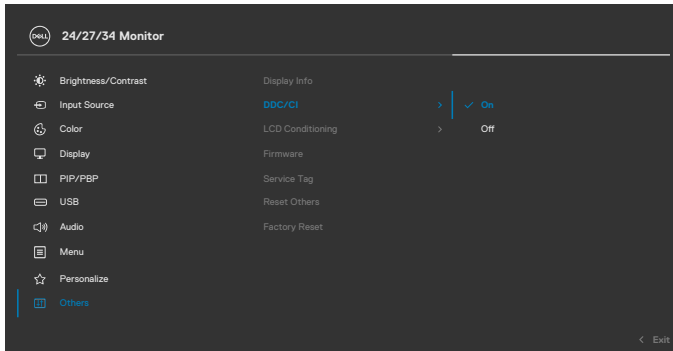 DELL 24/27/34 Monitor
Brightness/Contrast Display Info
Input Source DDC/CI > ✓ On
Color LCD Conditioning > Off
Display Firmware
PIP/PBP Service Tag
USB Reset Others
Audio Factory Reset
Menu
Personalize
Others
< Exit